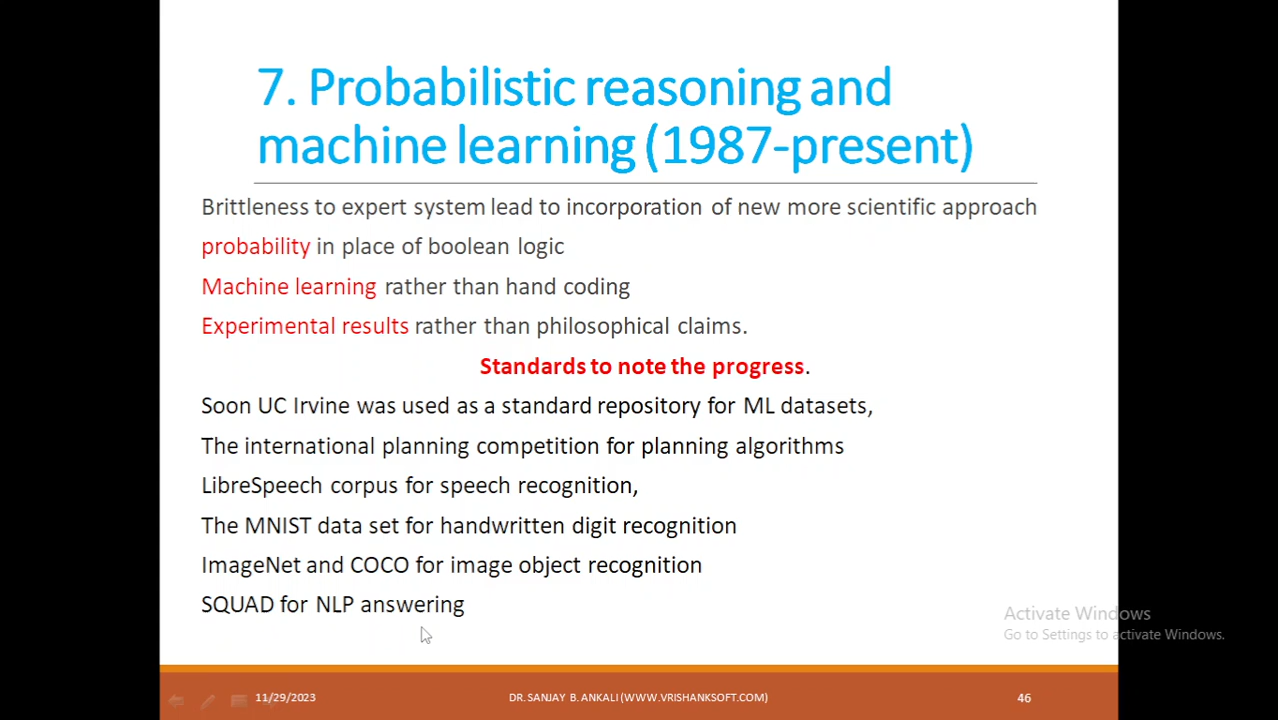 7. Probabilistic reasoning and
machine learning (1987-present)
Brittleness to expert system lead to incorporation of new more scientific approach
probability in place of boolean logic
Machine learning rather than hand coding
Experimental results rather than philosophical claims.
Standards to note the progress.
Soon UC Irvine was used as a standard repository for ML datasets,
The international planning competition for planning algorithms
LibreSpeech corpus for speech recognition,
The MNIST data set for handwritten digit recognition
ImageNet and COCO for image object recognition
SQUAD for NLP answering
Activate Windows
Go to Settings to activate Windows.
11/29/2023
DR. SANJAY B. ANKALI (WWW.VRISHANKSOFT.COM)
46